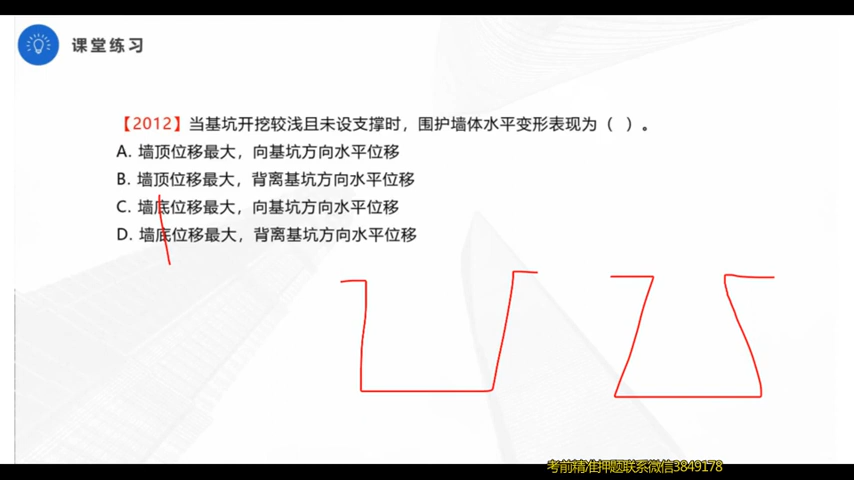 课堂练习
【2012】当基坑开挖较浅且未设支撑时，围护墙体水平变形表现为（ ）。
A. 墙顶位移最大，向基坑方向水平位移
B. 墙顶位移最大，背离基坑方向水平位移
C. 墙底位移最大，向基坑方向水平位移
D. 墙底位移最大，背离基坑方向水平位移
考前精准押题联系微信3849178